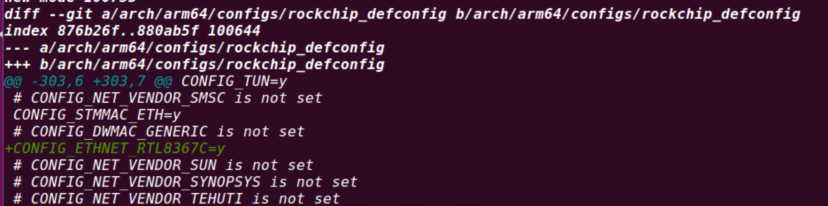 diff --git a/arch/arm64/configs/rockchip_defconfig b/arch/arm64/configs/rockchip_defconfig
index 876b26f..880ab5f 100644
--- a/arch/arm64/configs/rockchip_defconfig
+++ b/arch/arm64/configs/rockchip_defconfig
@@ -303,6 +303,7 @@ CONFIG_TUN=y
 # CONFIG_NET_VENDOR_SMSC is not set
 CONFIG_STMMAC_ETH=y
 # CONFIG_DWMAC_GENERIC is not set
+CONFIG_ETHNET_RTL8367C=y
 # CONFIG_NET_VENDOR_SUN is not set
 # CONFIG_NET_VENDOR_SYNOPSYS is not set
 # CONFIG_NET_VENDOR_TEHUTI is not set